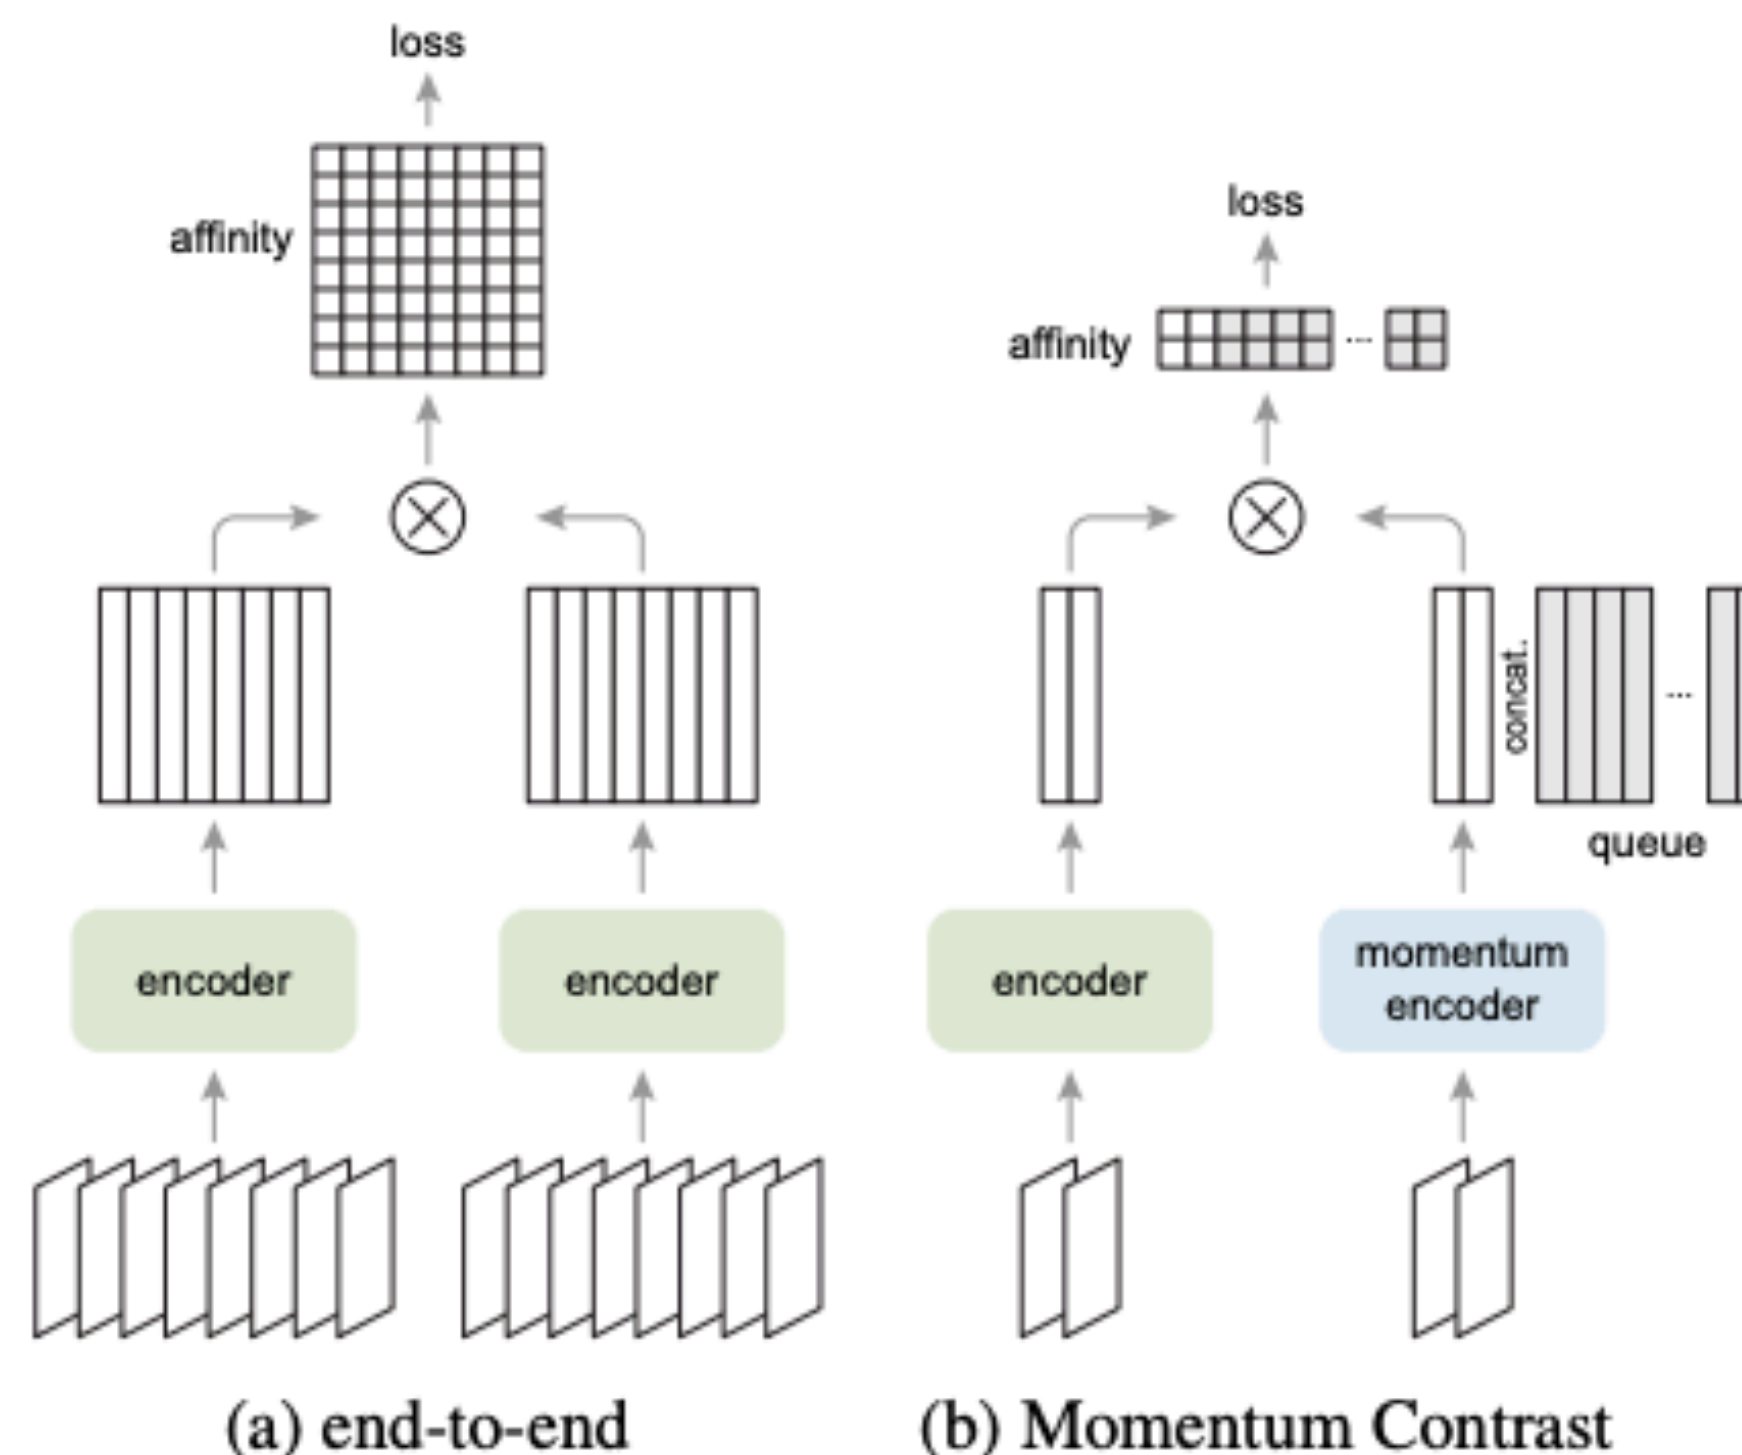 loss
affinity
encoder
encoder
(a) end-to-end
loss
affinity
...
concat.
...
queue
encoder
momentum
encoder
(b) Momentum Contrast